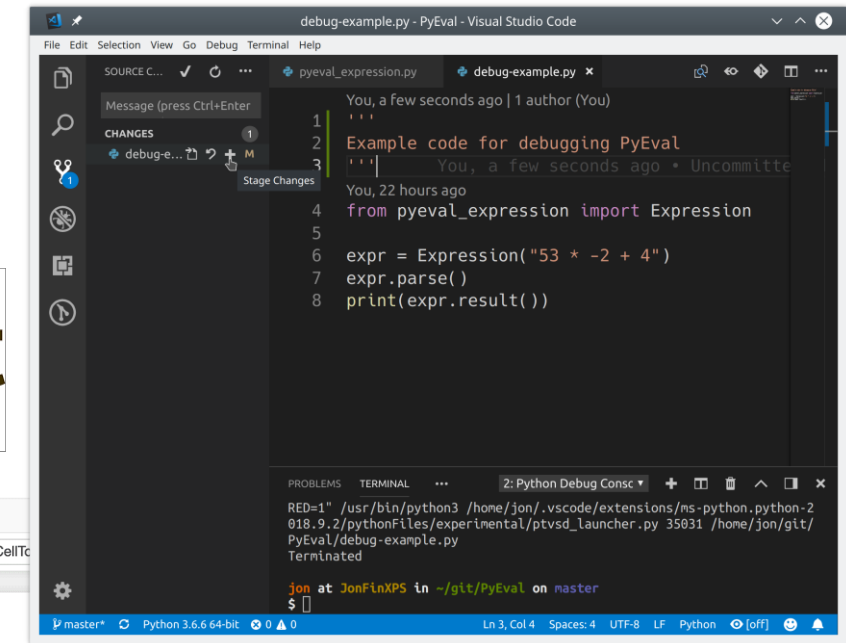 debug-example.py - PyEval - Visual Studio Code
File Edit Selection View Go Debug Terminal Help
SOURCE C... ...
pyeval_expression.py debug-example.py
Message (press Ctrl+Enter
CHANGES 1
debug-e... M
Stage Changes
1
You, a few seconds ago | 1 author (You)
1 '''
2 Example code for debugging PyEval
3 ''' You, a few seconds ago • Uncommitte
You, 22 hours ago
4 from pyeval_expression import Expression
5
6 expr = Expression("53 * -2 + 4")
7 expr.parse()
8 print(expr.result())
PROBLEMS TERMINAL ... 2: Python Debug Consc
RED=1" /usr/bin/python3 /home/jon/.vscode/extensions/ms-python.python-2
018.9.2/pythonFiles/experimental/ptvsd_launcher.py 35031 /home/jon/git/
PyEval/debug-example.py
Terminated
jon at JonFinXPS in ~/git/PyEval on master
$
CellTo
master* Python 3.6.6 64-bit 0 0 Ln 3, Col 4 Spaces: 4 UTF-8 LF Python [off]